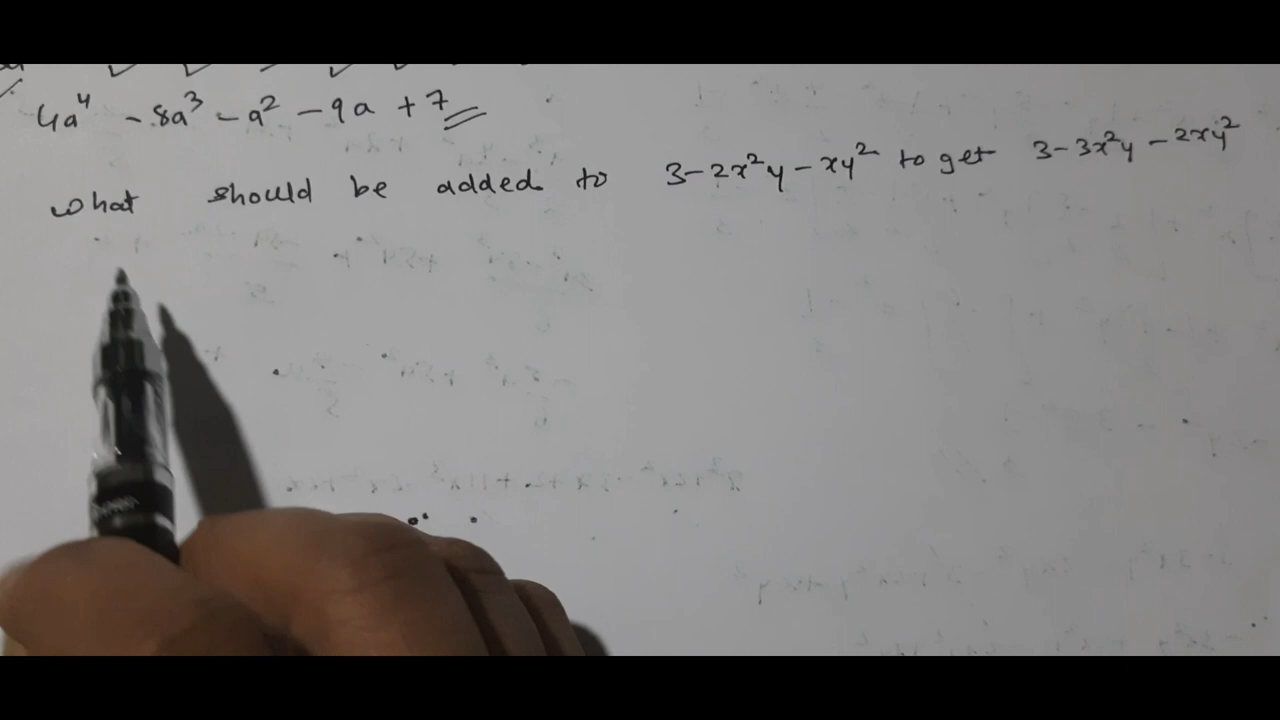 4a⁴ - 8a³ - a² - 9a + 7
what should be added to 3-2x²y-xy² to get 3-3x²y-2xy²